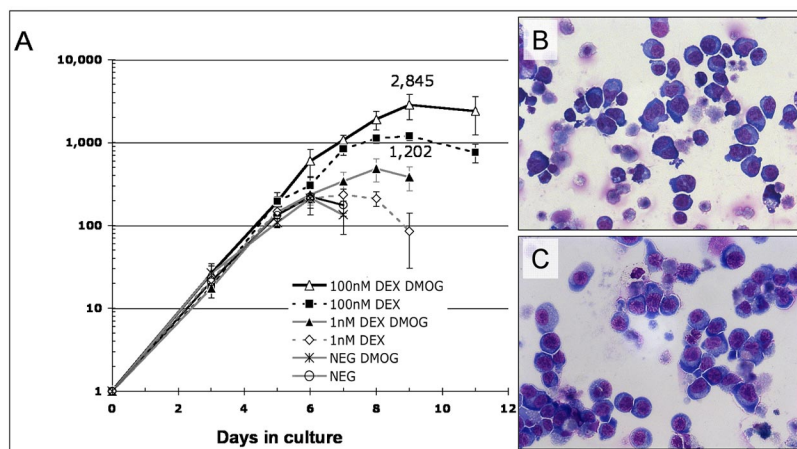 A
10,000
1,000
100
10
1
0
2
4
6
8
10
12
2,845
1,202
100nM DEX DMOG
100nM DEX
1nM DEX DMOG
1nM DEX
NEG DMOG
NEG
Days in culture
B
C